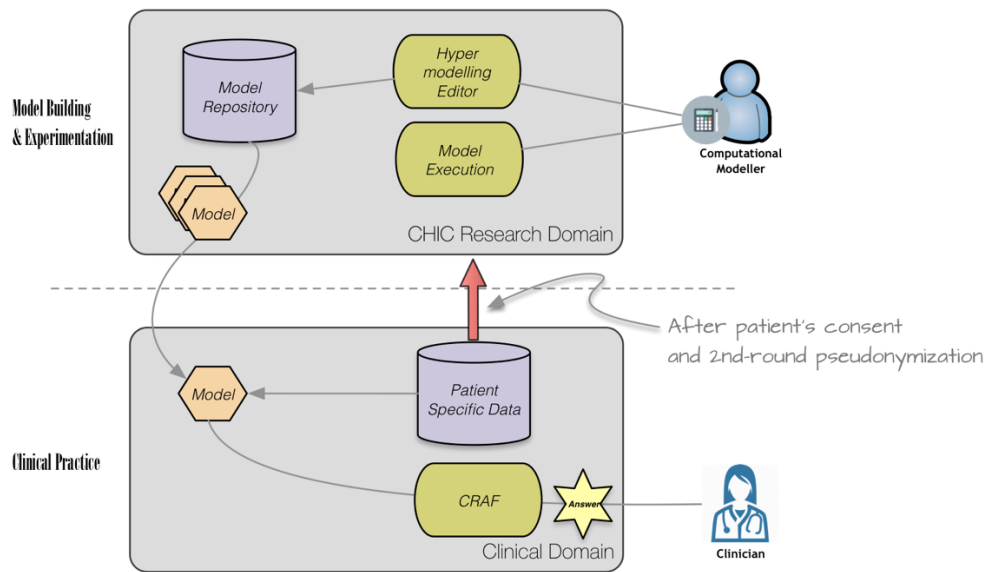 Model Building
& Experimentation
Model
Repository
Hyper
modelling
Editor
Model
Execution
Computational
Modeller
Model
CHIC Research Domain
After patient's consent
and 2nd-round pseudonymization
Model
Patient
Specific Data
Clinical Practice
CRAF
Answer
Clinical Domain
Clinician